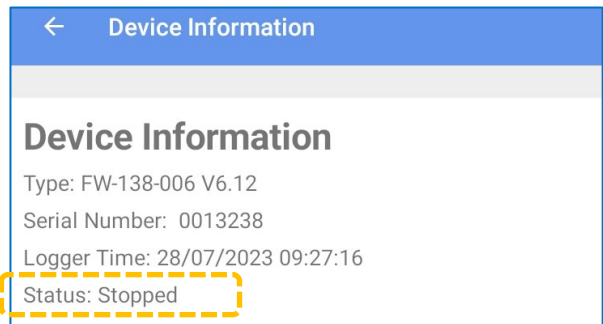 ← Device Information
Device Information
Type: FW-138-006 V6.12
Serial Number: 0013238
Logger Time: 28/07/2023 09:27:16
Status: Stopped